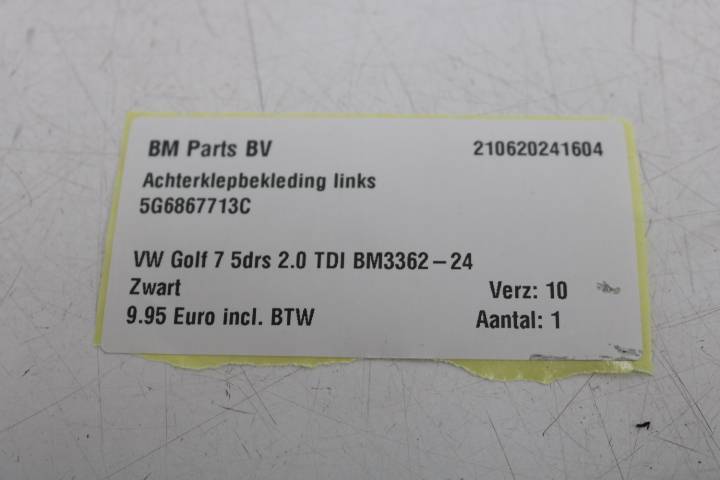 BM Parts BV 210620241604
Achterklepbekleding links
5G6867713C
VW Golf 7 5drs 2.0 TDI BM3362-24
Zwart Verz: 10
9.95 Euro incl. BTW Aantal: 1